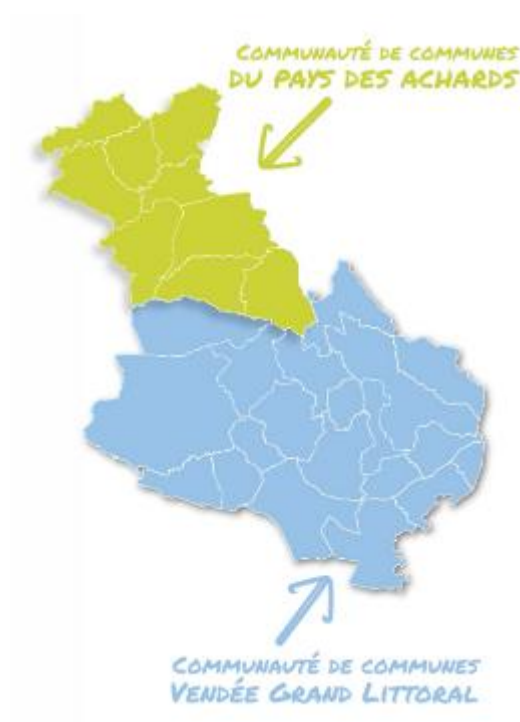 COMMUNAUTÉ DE COMMUNES
DU PAYS DES ACHARDS
COMMUNAUTÉ DE COMMUNES
VENDÉE GRAND LITTORAL